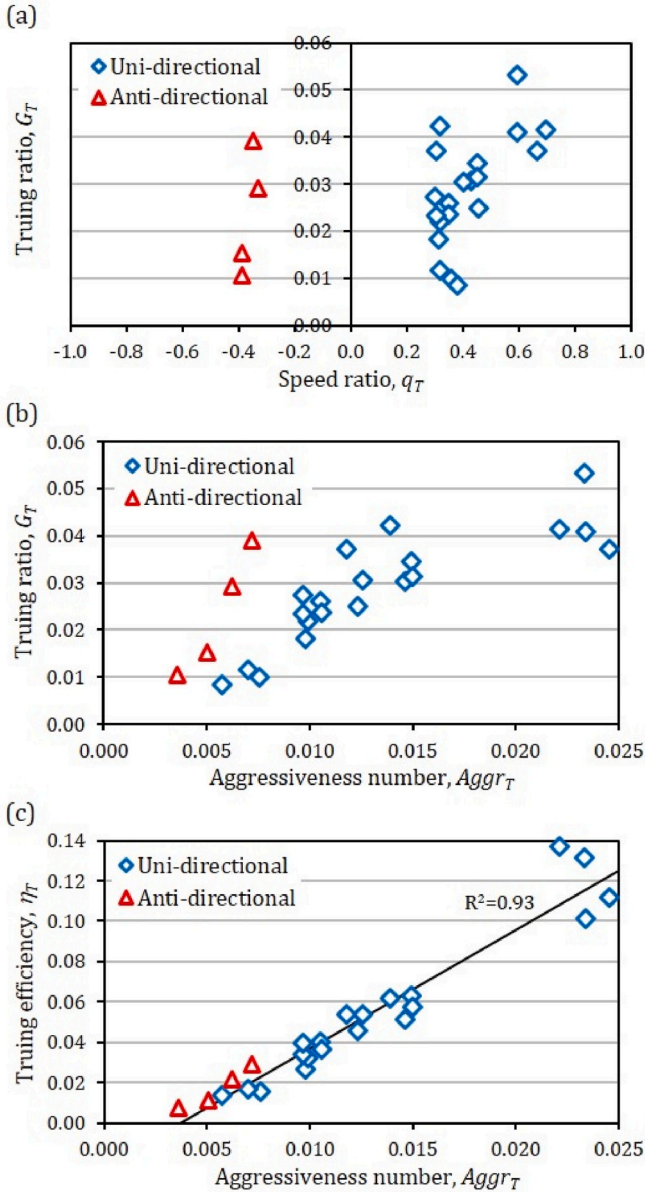 (a)
0.06
Uni-directional
Anti-directional
0.05
0.04
0.03
0.02
0.01
0.00
Truing ratio, G_T
-1.0 -0.8 -0.6 -0.4 -0.2 0.0 0.2 0.4 0.6 0.8 1.0
Speed ratio, q_T
(b)
0.06
Uni-directional
Anti-directional
0.05
0.04
0.03
0.02
0.01
0.00
Truing ratio, G_T
0.000 0.005 0.010 0.015 0.020 0.025
Aggressiveness number, Aggr_T
(c)
0.14
Uni-directional
Anti-directional
0.12
R²=0.93
0.10
0.08
0.06
0.04
0.02
0.00
Truing efficiency, η_T
0.000 0.005 0.010 0.015 0.020 0.025
Aggressiveness number, Aggr_T